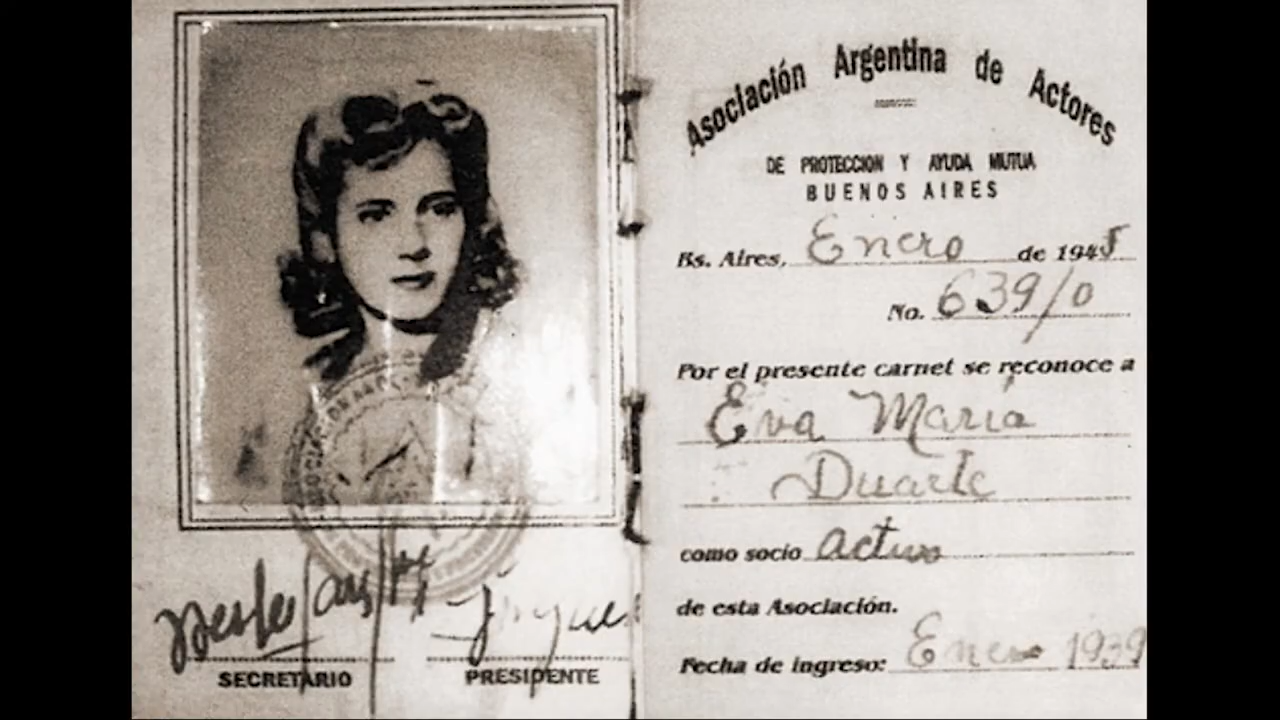 SECRETARIO
PRESIDENTE
Asociación Argentina de Actores
DE PROTECCION Y AYUDA MUTUA
BUENOS AIRES
Bs. Aires, Enero de 1945
No. 639/0
Por el presente carnet se reconoce a
Eva María
Duarte
como socio activo
de esta Asociación.
Fecha de ingreso: Enero 1939